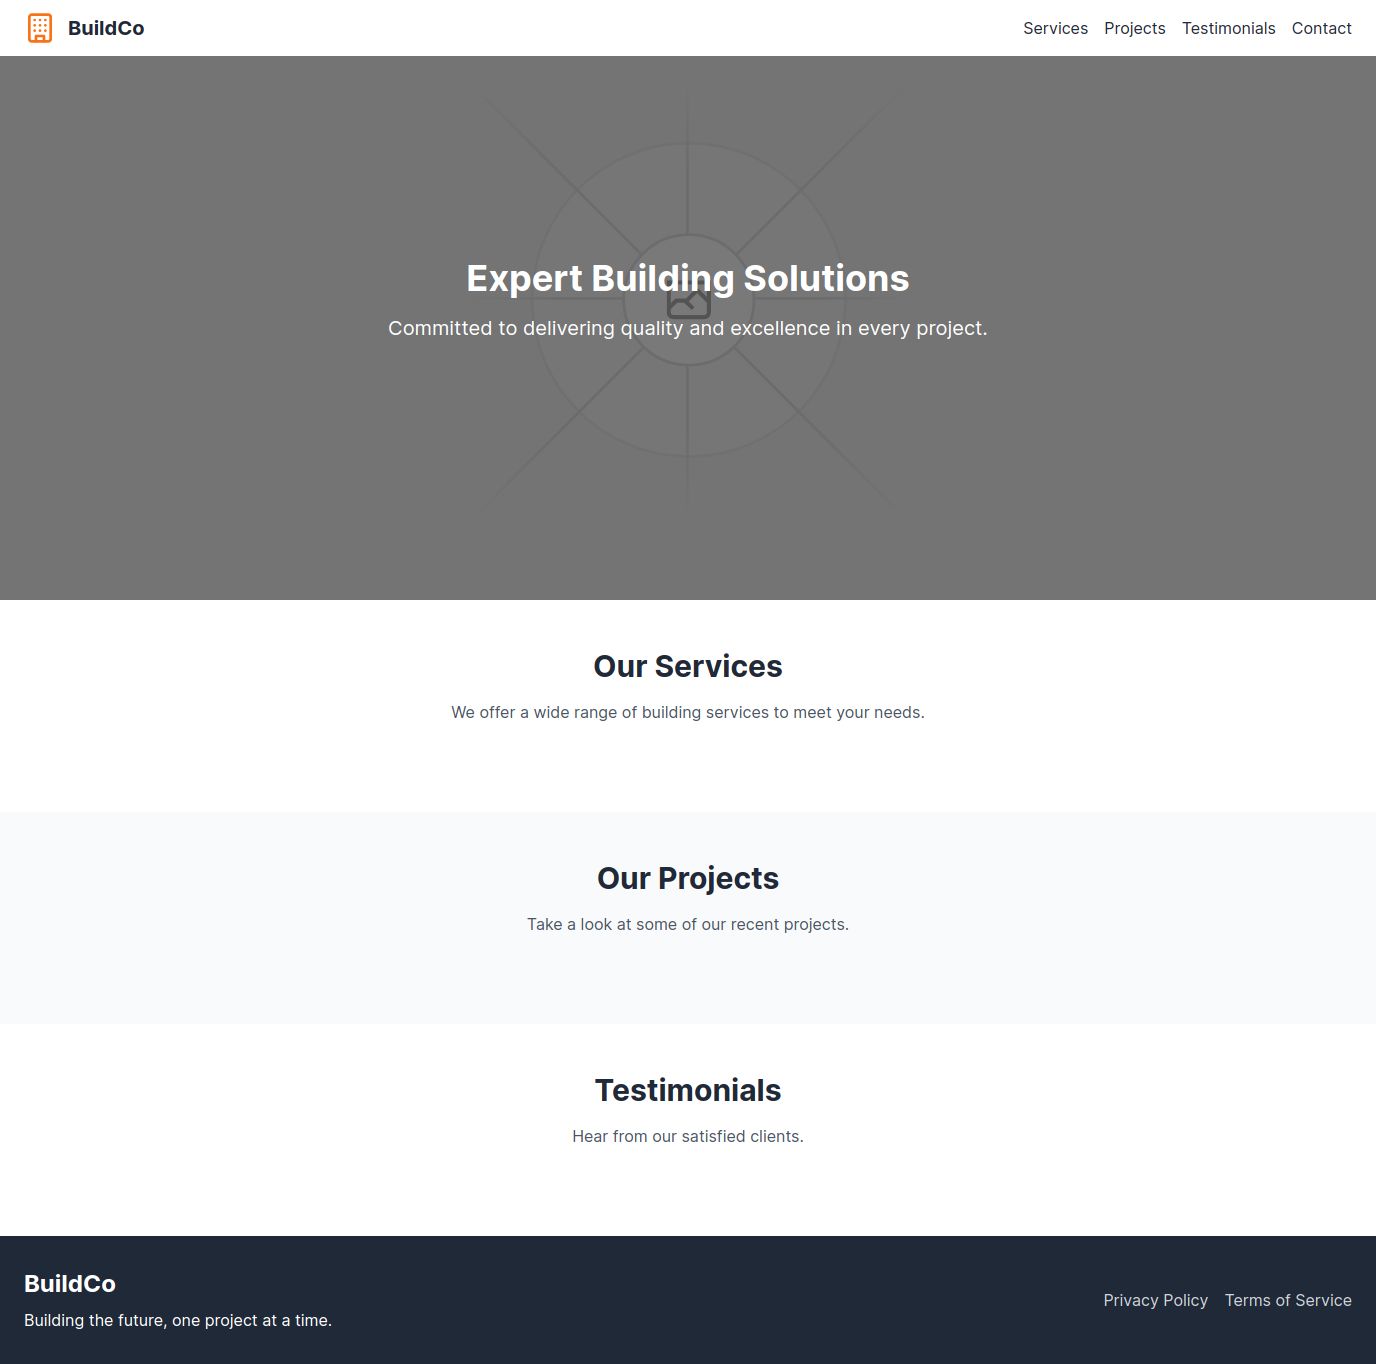 BuildCo
Services Projects Testimonials Contact
Expert Building Solutions
Committed to delivering quality and excellence in every project.
Our Services
We offer a wide range of building services to meet your needs.
Our Projects
Take a look at some of our recent projects.
Testimonials
Hear from our satisfied clients.
BuildCo
Building the future, one project at a time.
Privacy Policy Terms of Service